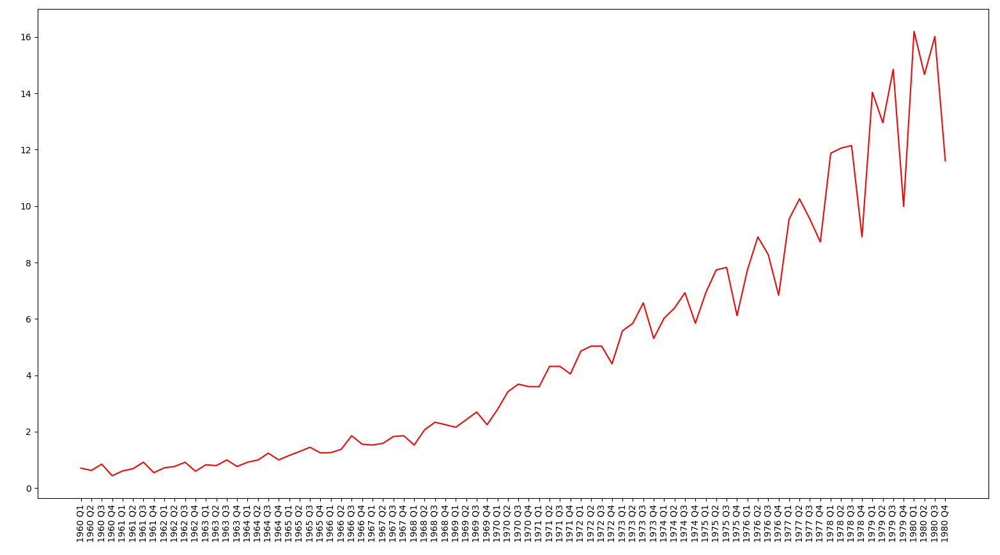 16
14
12
10
8
6
4
2
0
1960 Q1
1960 Q2
1960 Q3
1960 Q4
1961 Q1
1961 Q2
1961 Q3
1961 Q4
1962 Q1
1962 Q2
1962 Q3
1962 Q4
1963 Q1
1963 Q2
1963 Q3
1963 Q4
1964 Q1
1964 Q2
1964 Q3
1964 Q4
1965 Q1
1965 Q2
1965 Q3
1965 Q4
1966 Q1
1966 Q2
1966 Q3
1966 Q4
1967 Q1
1967 Q2
1967 Q3
1967 Q4
1968 Q1
1968 Q2
1968 Q3
1968 Q4
1969 Q1
1969 Q2
1969 Q3
1969 Q4
1970 Q1
1970 Q2
1970 Q3
1970 Q4
1971 Q1
1971 Q2
1971 Q3
1971 Q4
1972 Q1
1972 Q2
1972 Q3
1972 Q4
1973 Q1
1973 Q2
1973 Q3
1973 Q4
1974 Q1
1974 Q2
1974 Q3
1974 Q4
1975 Q1
1975 Q2
1975 Q3
1975 Q4
1976 Q1
1976 Q2
1976 Q3
1976 Q4
1977 Q1
1977 Q2
1977 Q3
1977 Q4
1978 Q1
1978 Q2
1978 Q3
1978 Q4
1979 Q1
1979 Q2
1979 Q3
1979 Q4
1980 Q1
1980 Q2
1980 Q3
1980 Q4